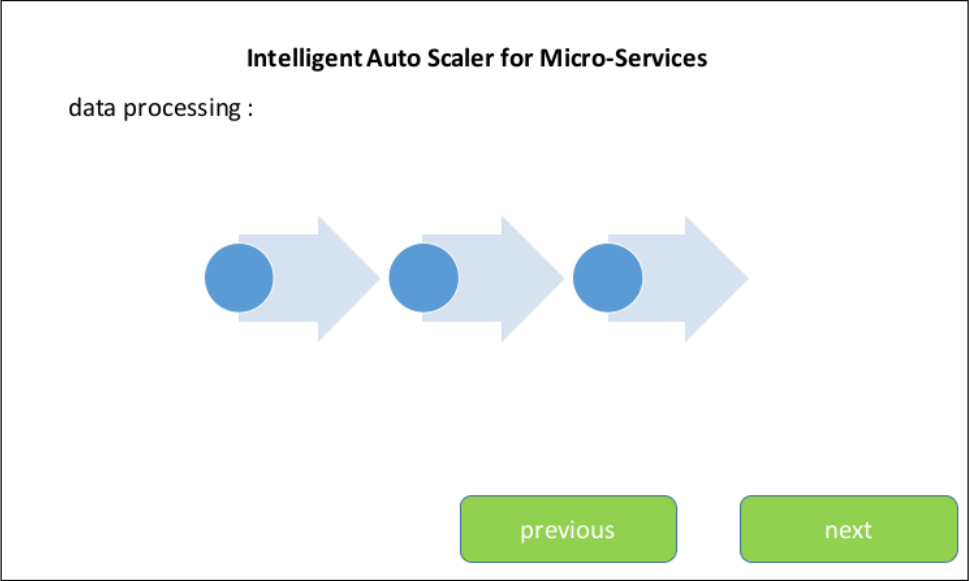 Intelligent Auto Scaler for Micro-Services
data processing :
previous
next